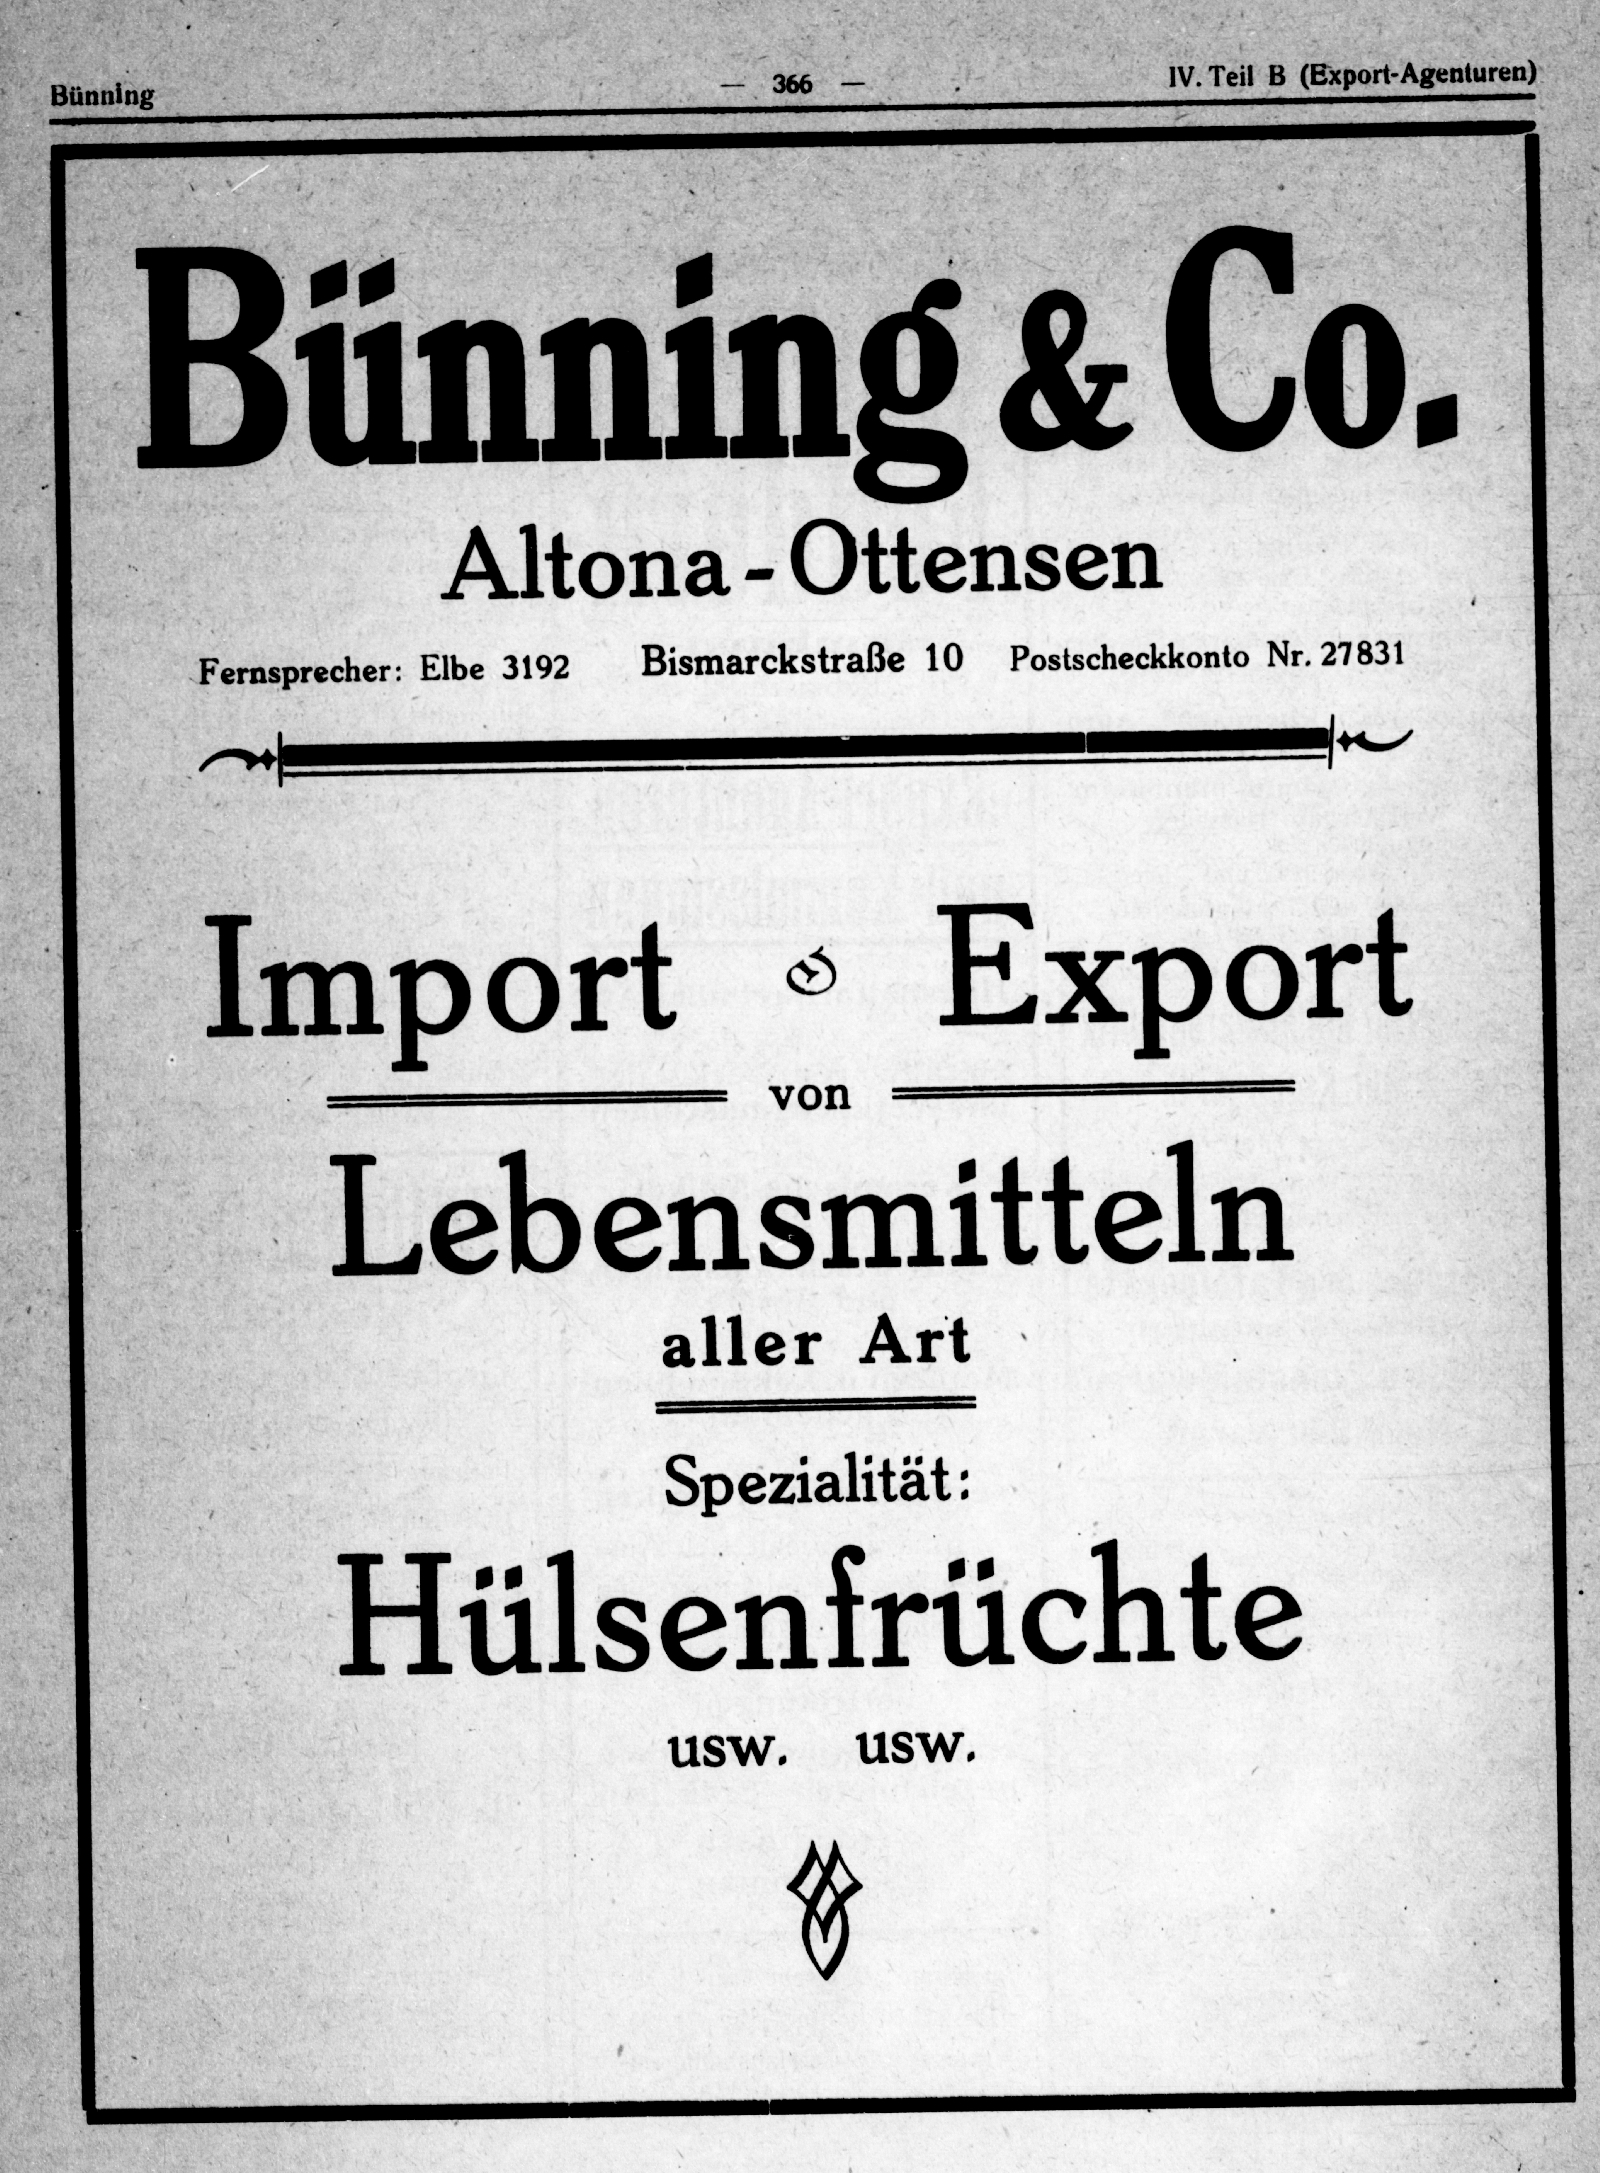 Bünning — 366 — IV. Teil B (Export-Agenturen)
Bünning & Co.
Altona-Ottensen
Fernsprecher: Elbe 3192 Bismarckstraße 10 Postscheckkonto Nr. 27831
Import Export
von
Lebensmitteln
aller Art
Spezialität:
Hülsenfrüchte
usw. usw.